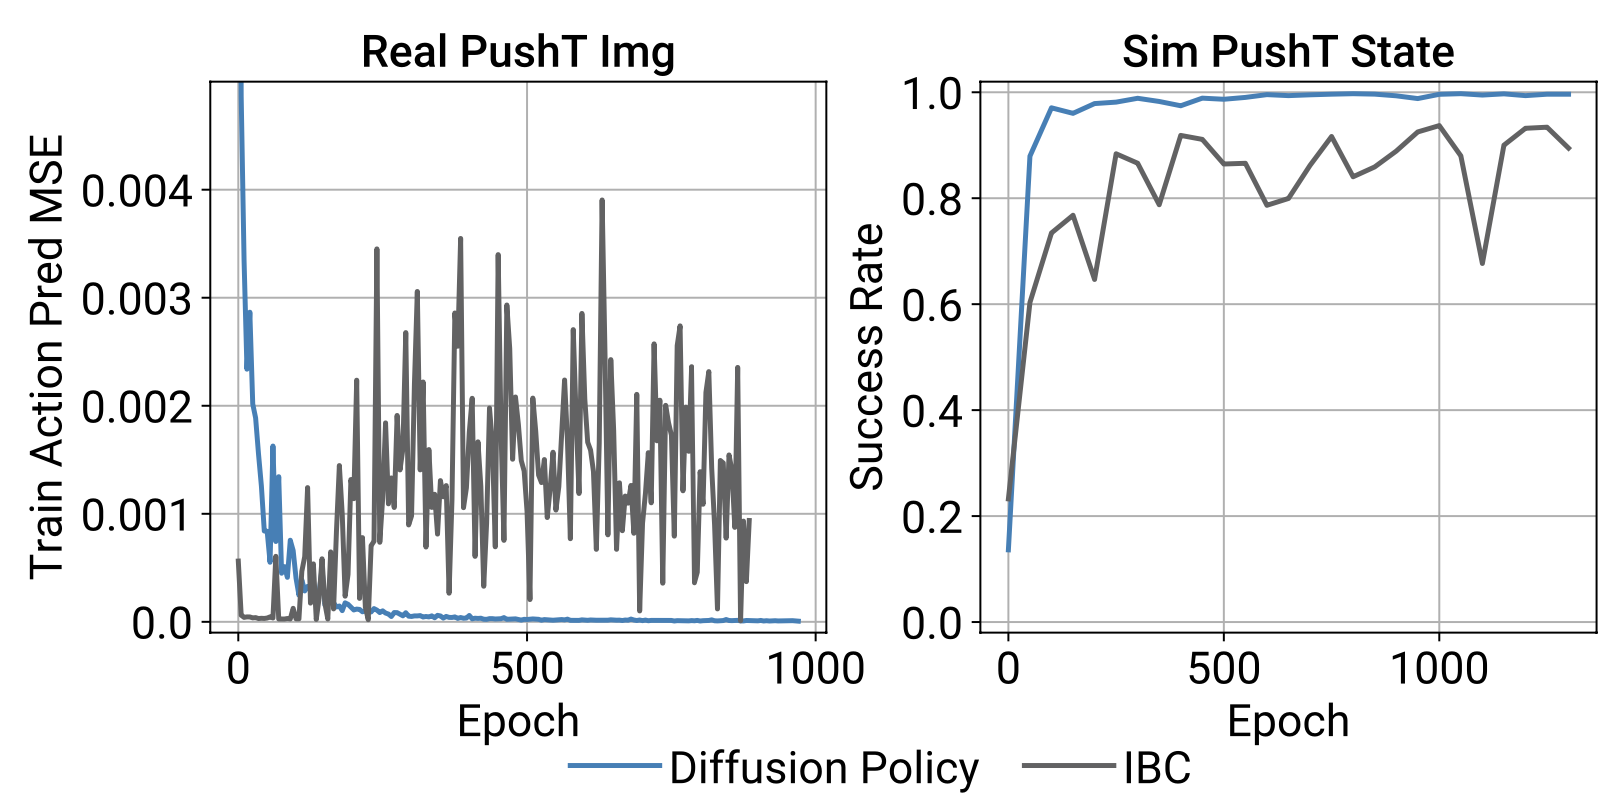 Real PushT Img
Train Action Pred MSE
0.004
0.003
0.002
0.001
0.0
0 500 1000
Epoch
Sim PushT State
Success Rate
1.0
0.8
0.6
0.4
0.2
0.0
0 500 1000
Epoch
Diffusion Policy IBC